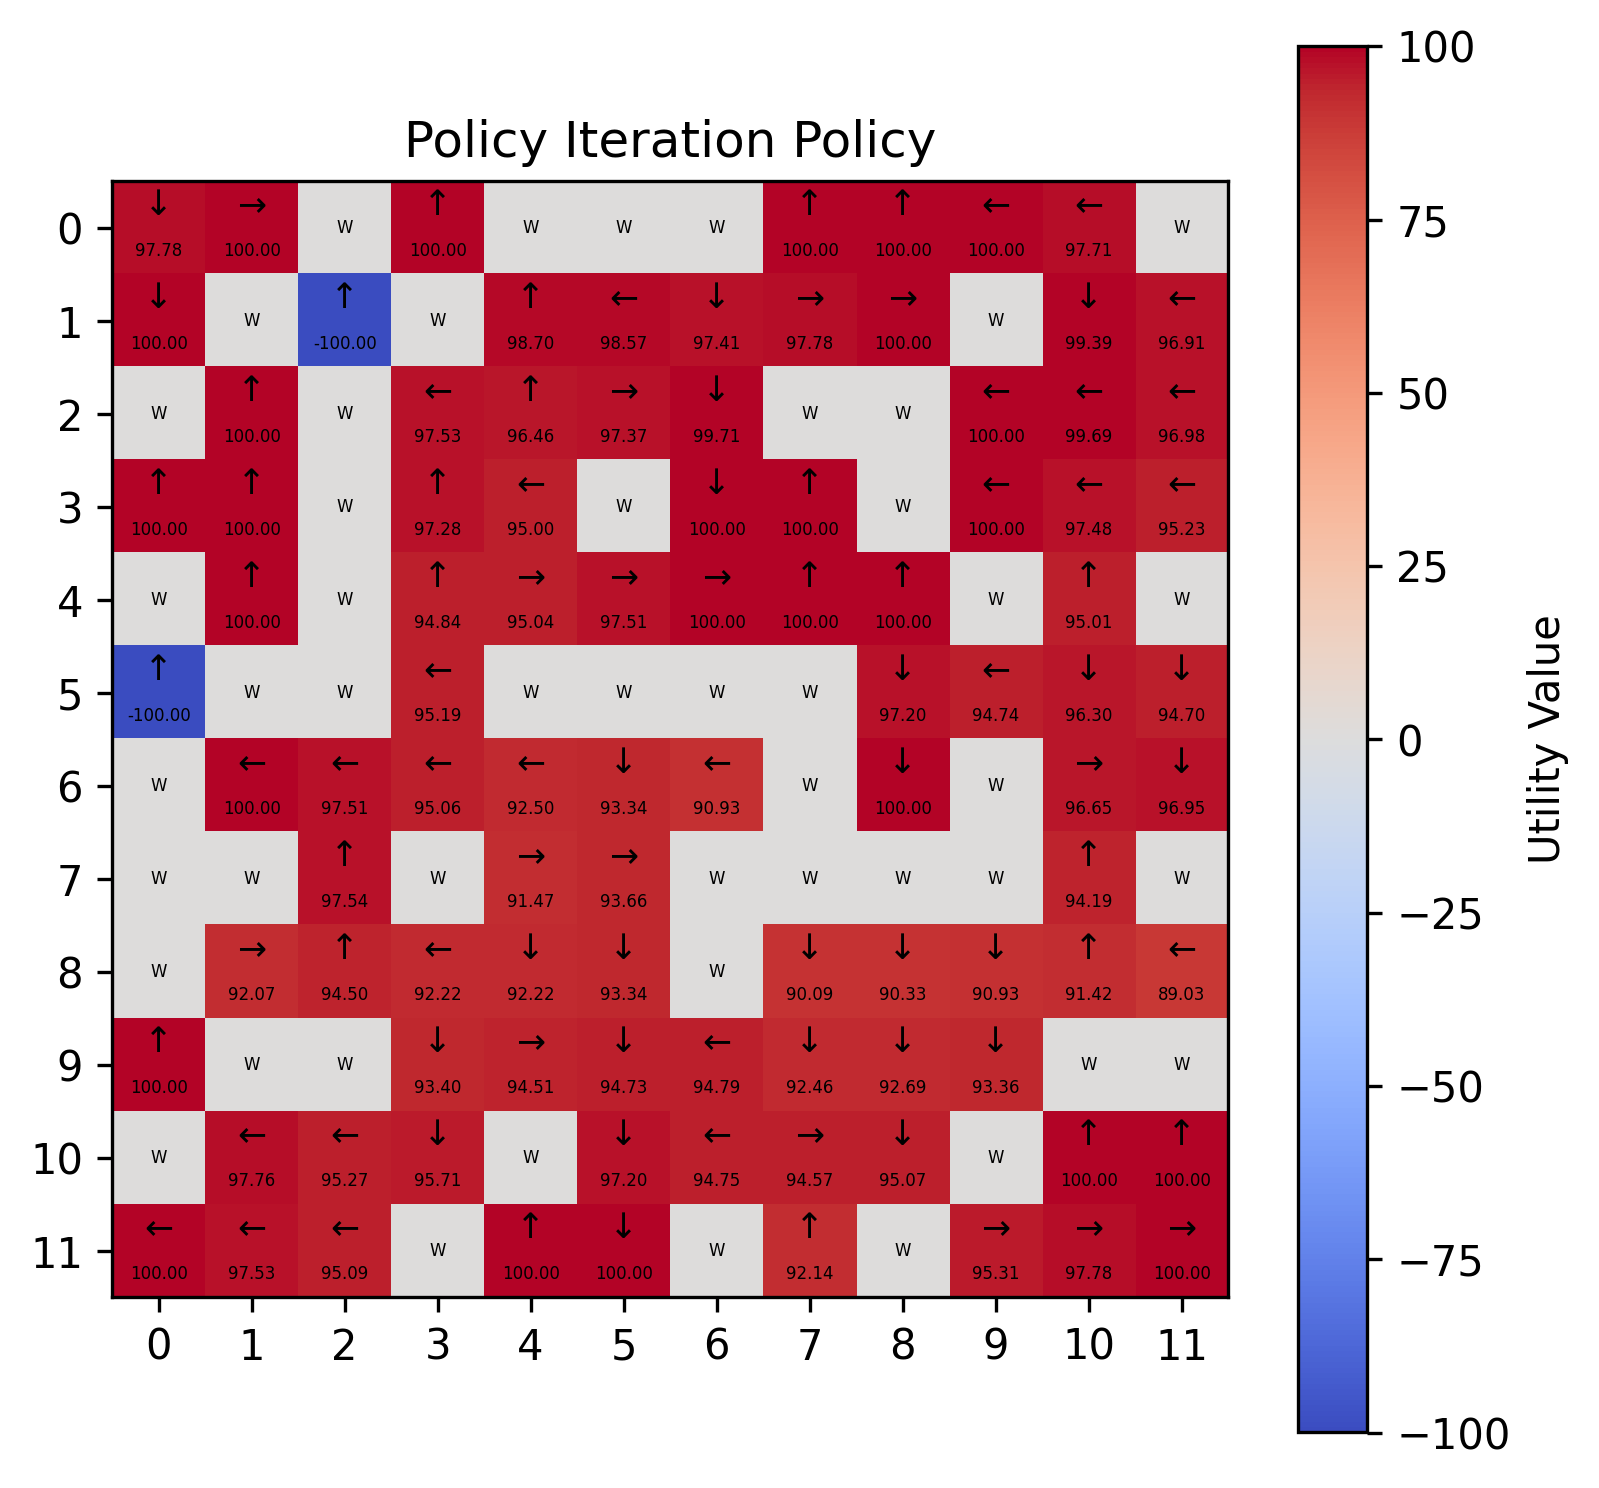 Policy Iteration Policy
0 ↓ → W ↑ W W W ↑ ↑ ← ← W
97.78 100.00 100.00 100.00 100.00 100.00 97.71
1 ↓ W ↑ W ↑ ← ↓ → → W ↓ ←
100.00 -100.00 98.70 98.57 97.41 97.78 100.00 99.39 96.91
2 W ↑ W ← ↑ → ↓ W W ← ← ←
100.00 97.53 96.46 97.37 99.71 100.00 99.69 96.98
3 ↑ ↑ W ↑ ← W ↓ ↑ W ← ← ←
100.00 100.00 97.28 95.00 100.00 100.00 100.00 97.48 95.23
4 W ↑ W ↑ → → → ↑ ↑ W ↑ W
100.00 94.84 95.04 97.51 100.00 100.00 100.00 95.01
5 ↑ W W ← W W W W ↓ ← ↓ ↓
-100.00 95.19 97.20 94.74 96.30 94.70
6 W ← ← ← ← ↓ ← W ↓ W → ↓
100.00 97.51 95.06 92.50 93.34 90.93 100.00 96.65 96.95
7 W W ↑ W → → W W W W ↑ W
97.54 91.47 93.66 94.19
8 W → ↑ ← ↓ ↓ W ↓ ↓ ↓ ↑ ←
92.07 94.50 92.22 92.22 93.34 90.09 90.33 90.93 91.42 89.03
9 ↑ W W ↓ → ↓ ← ↓ ↓ ↓ W W
100.00 93.40 94.51 94.73 94.79 92.46 92.69 93.36
10 W ← ← ↓ W ↓ ← → ↓ W ↑ ↑
97.76 95.27 95.71 97.20 94.75 94.57 95.07 100.00 100.00
11 ← ← ← W ↑ ↓ W ↑ W → → →
100.00 97.53 95.09 100.00 100.00 92.14 95.31 97.78 100.00
0 1 2 3 4 5 6 7 8 9 10 11
100
75
50
25
0
−25
−50
−75
−100
Utility Value